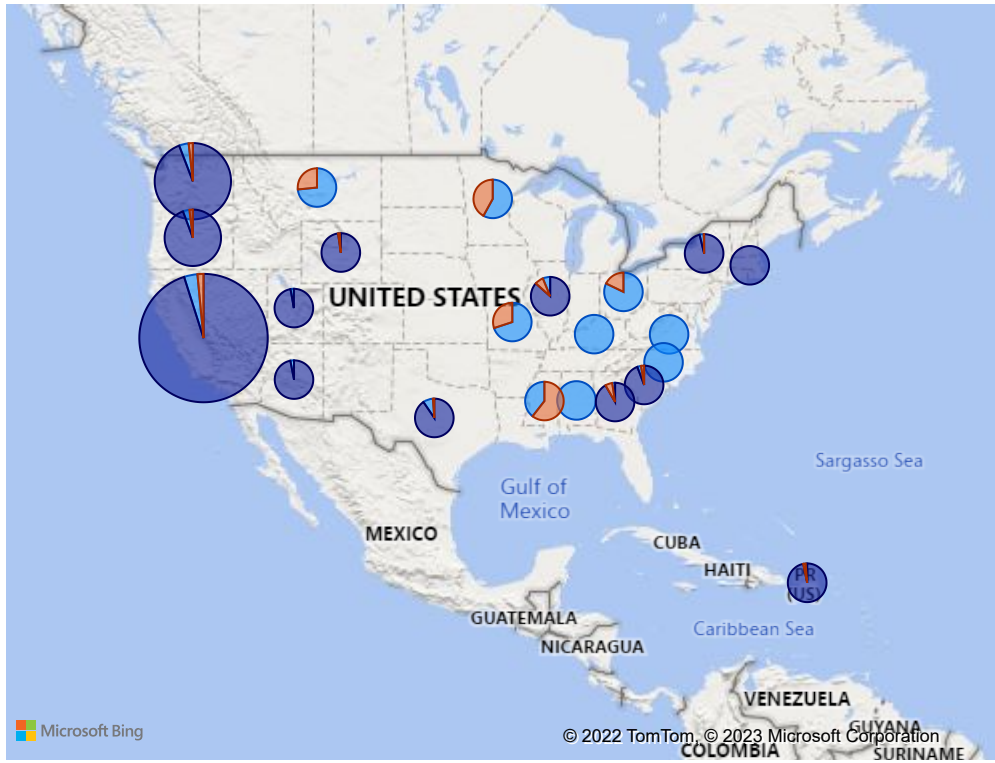 UNITED STATES
Sargasso Sea
Gulf of
Mexico
MEXICO
CUBA
HAITI
PR
(US)
GUATEMALA
Caribbean Sea
NICARAGUA
VENEZUELA
GUYANA
Microsoft Bing
© 2022 TomTom, © 2023 Microsoft Corporation
COLOMBIA
SURINAME